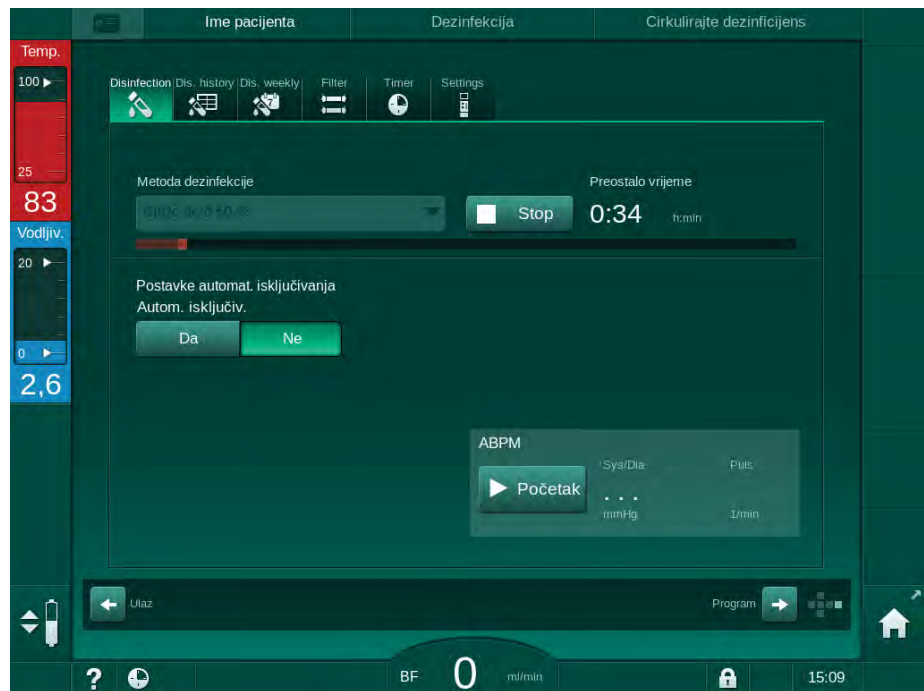 Ime pacijenta
Dezinfekcija
Cirkulirajte dezinficijens
Temp.
100
25
83
Vodljiv.
20
0
2,6
Disinfection
Dis. history
Dis. weekly
Filter
Timer
Settings
Metoda dezinfekcije
Preostalo vrijeme
Stop
0:34 h:min
Postavke automat. isključivanja
Autom. isključiv.
Da
Ne
ABPM
Početak
Sys/Dia
Puls
. . .
mmHg
1/min
Ulaz
Program
?
BF 0 ml/min
15:09